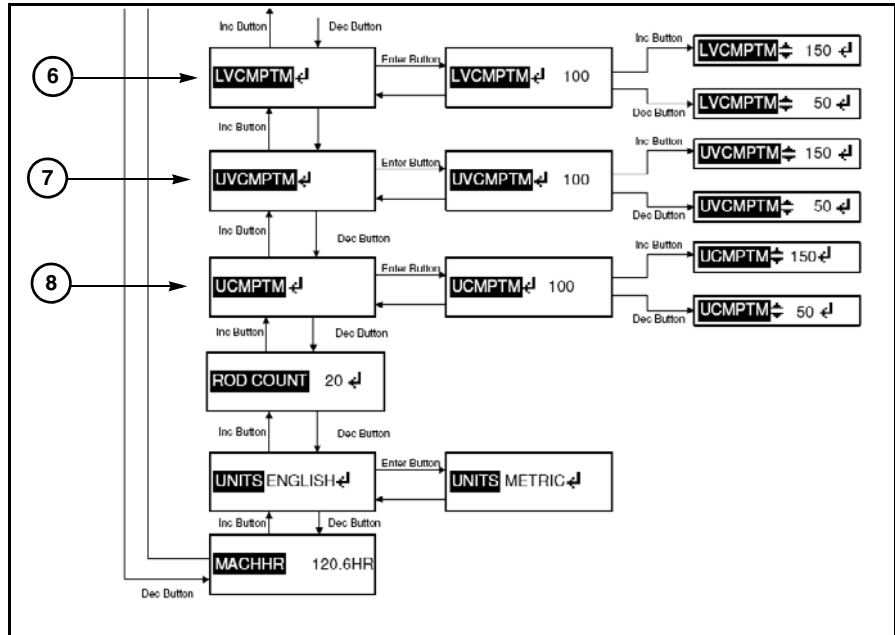 Inc Button
Dec Button
6
LVCMPTM
Enter Button
LVCMPTM 100
Inc Button
LVCMPTM 150
Dec Button
LVCMPTM 50
Inc Button
7
UVCMPTM
Enter Button
UVCMPTM 100
Inc Button
UVCMPTM 150
Dec Button
UVCMPTM 50
Inc Button
Dec Button
8
UCMPTM
Enter Button
UCMPTM 100
Inc Button
UCMPTM 150
Dec Button
UCMPTM 50
Inc Button
Dec Button
ROD COUNT 20
Inc Button
Dec Button
UNITS ENGLISH
Enter Button
UNITS METRIC
Inc Button
Dec Button
MACHHR 120.6HR
Dec Button